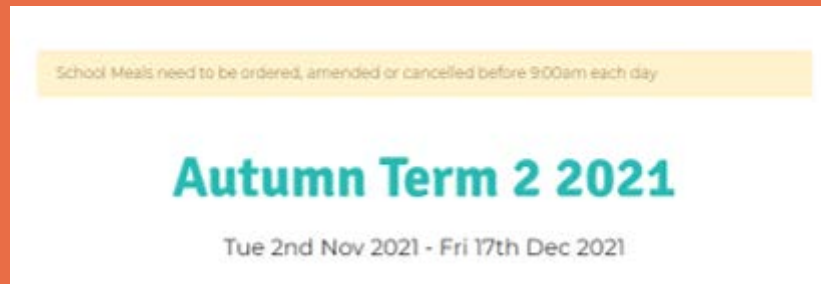 School Meals need to be ordered, amended or cancelled before 9:00am each day
Autumn Term 2 2021
Tue 2nd Nov 2021 - Fri 17th Dec 2021